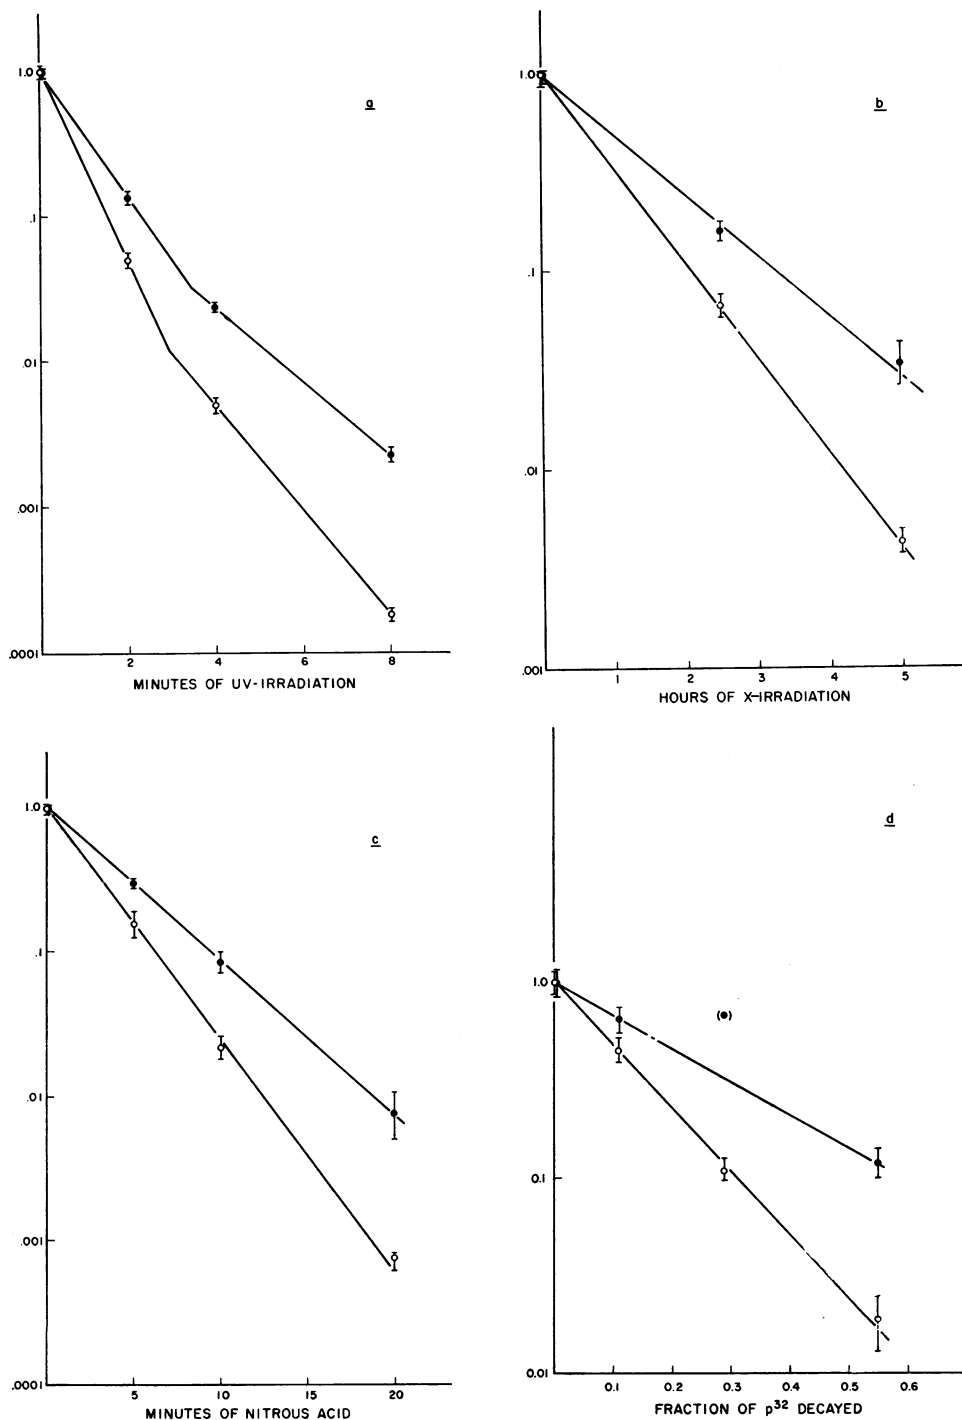 a
1.0
.1
.01
.001
.0001
2 4 6 8
MINUTES OF UV-IRRADIATION
b
1.0
.1
.01
.001
1 2 3 4 5
HOURS OF X-IRRADIATION
c
1.0
.1
.01
.001
.0001
5 10 15 20
MINUTES OF NITROUS ACID
d
1.0
0.1
0.01
0.1 0.2 0.3 0.4 0.5 0.6
FRACTION OF P³² DECAYED